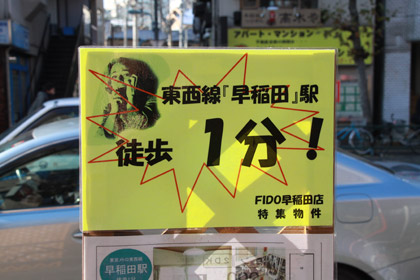 アパート・マンション
東西線『早稲田』駅
徒歩 1分!
FIDO早稲田店
特集物件
早稲田駅